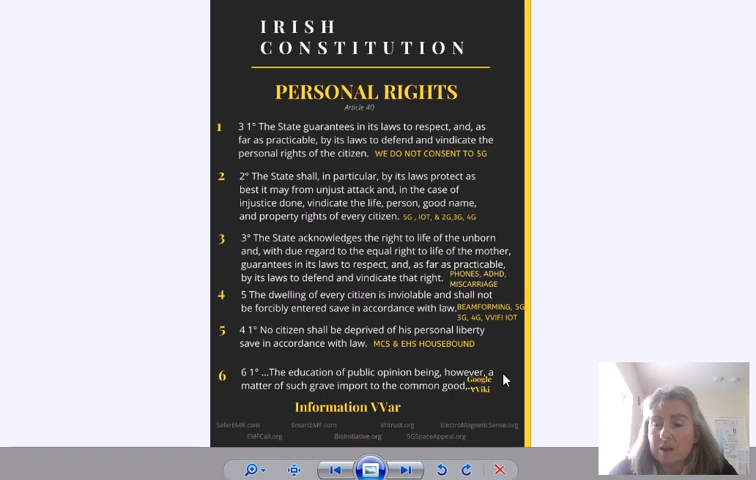 IRISH
CONSTITUTION
PERSONAL RIGHTS
Article 40
1 3 1° The State guarantees in its laws to respect, and, as
far as practicable, by its laws to defend and vindicate the
personal rights of the citizen. WE DO NOT CONSENT TO 5G
2 2° The State shall, in particular, by its laws protect as
best it may from unjust attack and, in the case of
injustice done, vindicate the life, person, good name,
and property rights of every citizen. 5G , IOT, & 2G,3G, 4G
3 3° The State acknowledges the right to life of the unborn
and, with due regard to the equal right to life of the mother,
guarantees in its laws to respect, and, as far as practicable,
by its laws to defend and vindicate that right. PHONES, ADHD,
MISCARRIAGE
4 5 The dwelling of every citizen is inviolable and shall not
be forcibly entered save in accordance with law, BEAMFORMING, 5G
3G, 4G, VVIFI IOT
5 4 1° No citizen shall be deprived of his personal liberty
save in accordance with law. MCS & EHS HOUSEBOUND
6 6 1° ...The education of public opinion being, however, a
matter of such grave import to the common good,... Google
VViki
Information VVar
SaferEMR.com SmartEMF.com ehtrust.org ElectroMagneticSense.org
EMFCall.org BioInitiative.org 5GSpaceAppeal.org